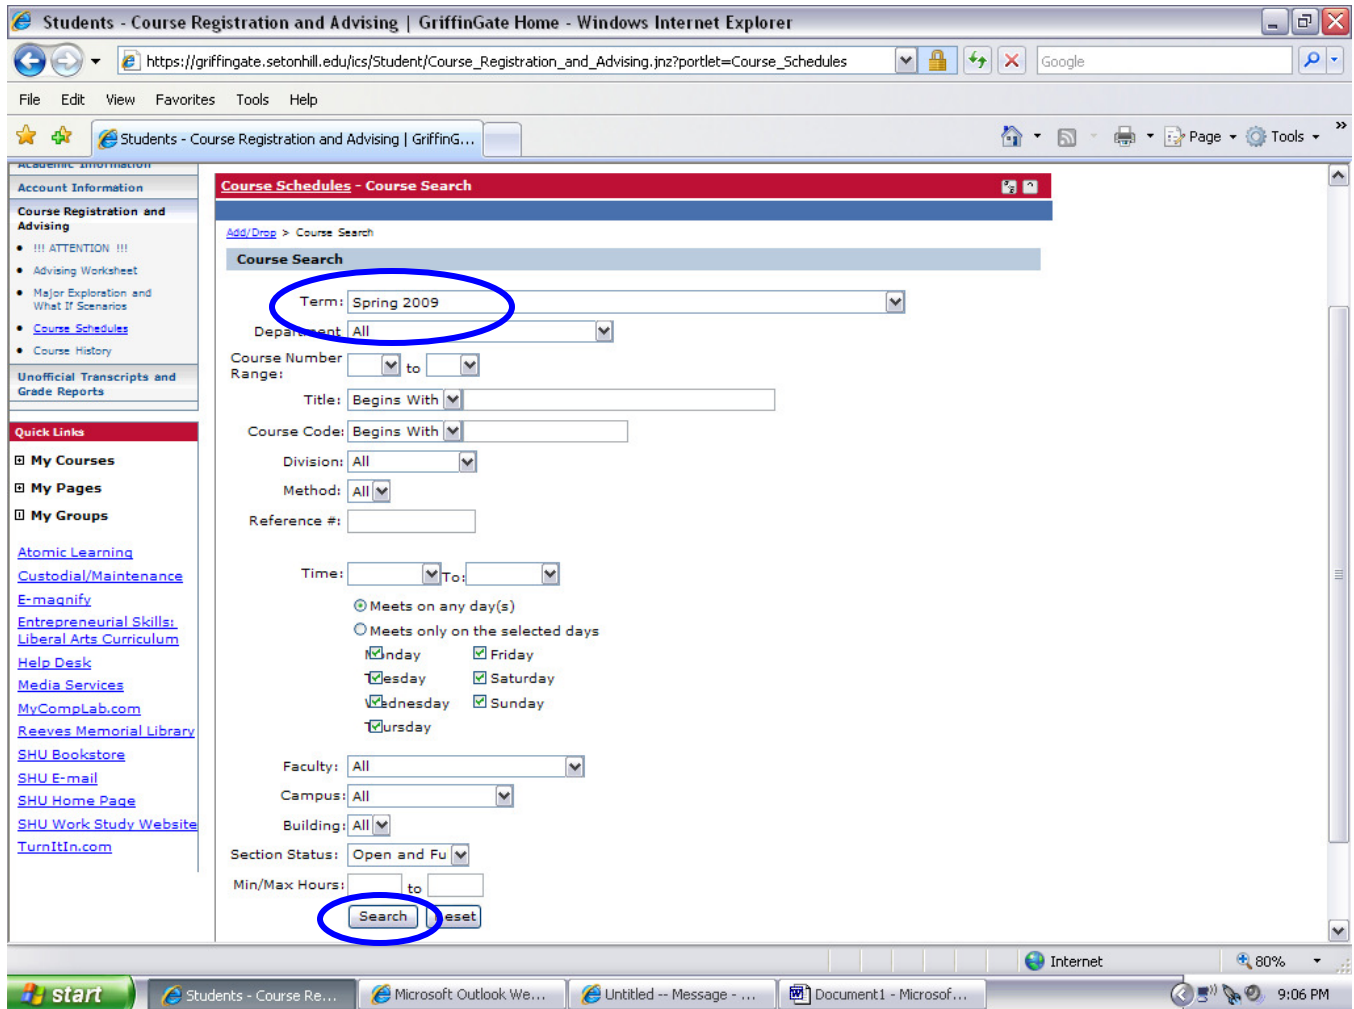 Students - Course Registration and Advising | GriffinGate Home - Windows Internet Explorer
https://griffingate.setonhill.edu/ics/Student/Course_Registration_and_Advising.jnz?portlet=Course_Schedules
Google
File Edit View Favorites Tools Help
Students - Course Registration and Advising | GriffinG...
Page Tools »
Academic Information
Account Information
Course Registration and
Advising
!!! ATTENTION !!!
Advising Worksheet
Major Exploration and
What If Scenarios
Course Schedules
Course History
Unofficial Transcripts and
Grade Reports
Quick Links
My Courses
My Pages
My Groups
Atomic Learning
Custodial/Maintenance
E-magnify
Entrepreneurial Skills:
Liberal Arts Curriculum
Help Desk
Media Services
MyCompLab.com
Reeves Memorial Library
SHU Bookstore
SHU E-mail
SHU Home Page
SHU Work Study Website
TurnItIn.com
Course Schedules - Course Search
Add/Drop > Course Search
Course Search
Term: Spring 2009
Department All
Course Number
Range: to
Title: Begins With
Course Code: Begins With
Division: All
Method: All
Reference #:
Time: To:
Meets on any day(s)
Meets only on the selected days
Monday Friday
Tuesday Saturday
Wednesday Sunday
Thursday
Faculty: All
Campus: All
Building: All
Section Status: Open and Fu
Min/Max Hours: to
Search Reset
Internet 80%
start Students - Course Re... Microsoft Outlook We... Untitled -- Message - ... Document1 - Microsof... 9:06 PM